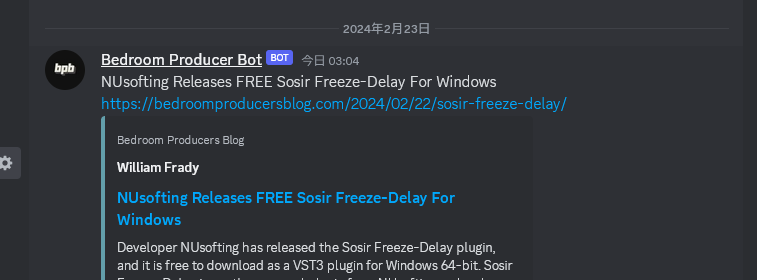 2024年2月23日
bpb
Bedroom Producer Bot BOT 今日 03:04
NUsofting Releases FREE Sosir Freeze-Delay For Windows
https://bedroomproducersblog.com/2024/02/22/sosir-freeze-delay/
Bedroom Producers Blog
William Frady
NUsofting Releases FREE Sosir Freeze-Delay For
Windows
Developer NUsofting has released the Sosir Freeze-Delay plugin,
and it is free to download as a VST3 plugin for Windows 64-bit. Sosir